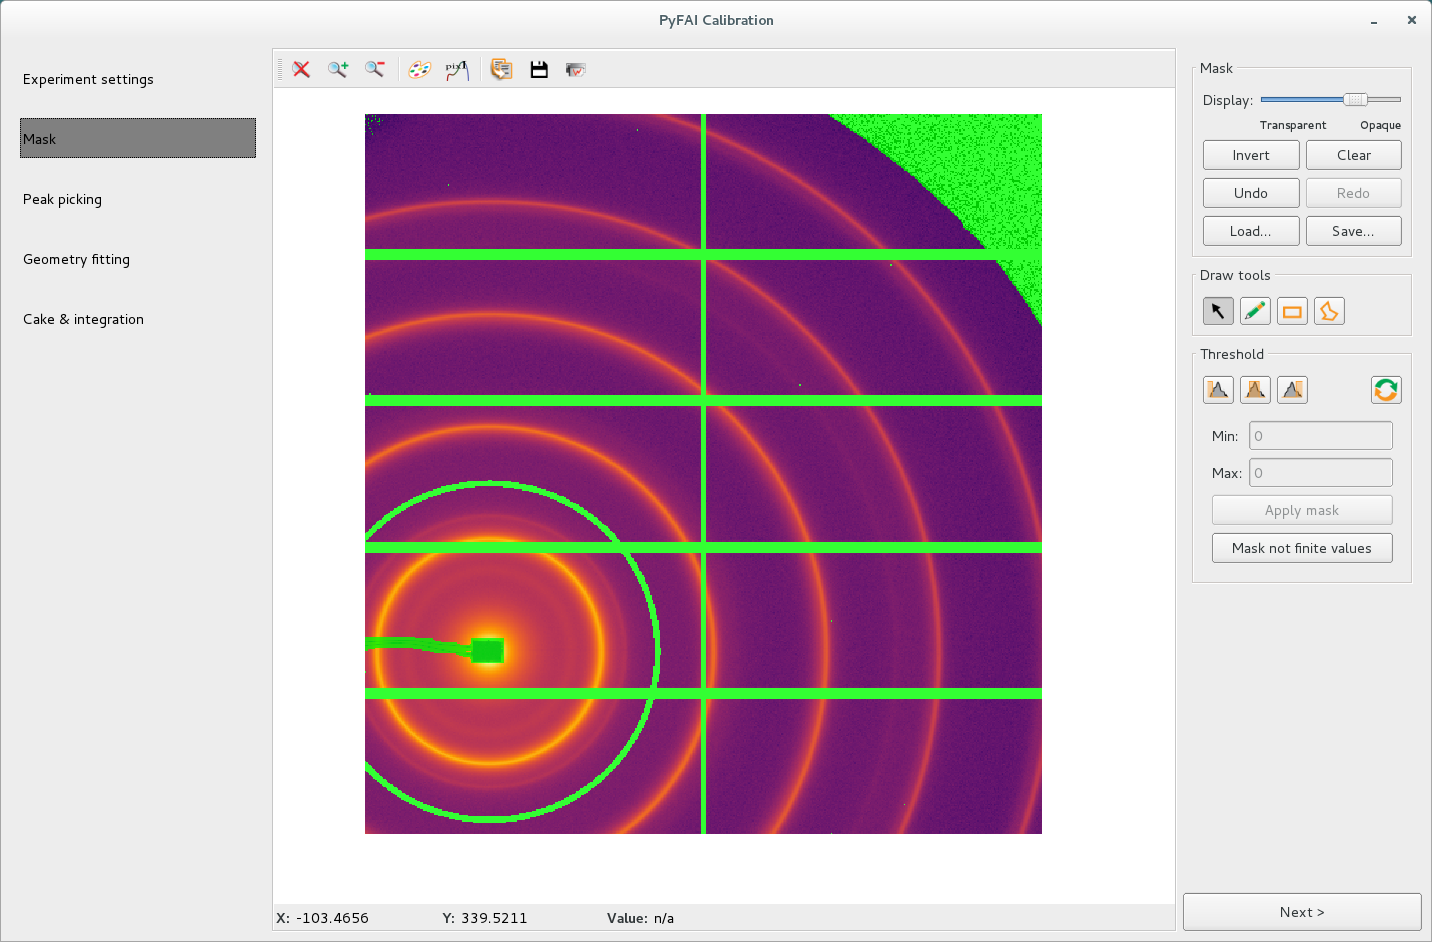 PyFAI Calibration
Experiment settings
Mask
Peak picking
Geometry fitting
Cake & integration
pix1
X: -103.4656 Y: 339.5211 Value: n/a
Mask
Display:
Transparent Opaque
Invert Clear
Undo Redo
Load... Save...
Draw tools
Threshold
Min: 0
Max: 0
Apply mask
Mask not finite values
Next >